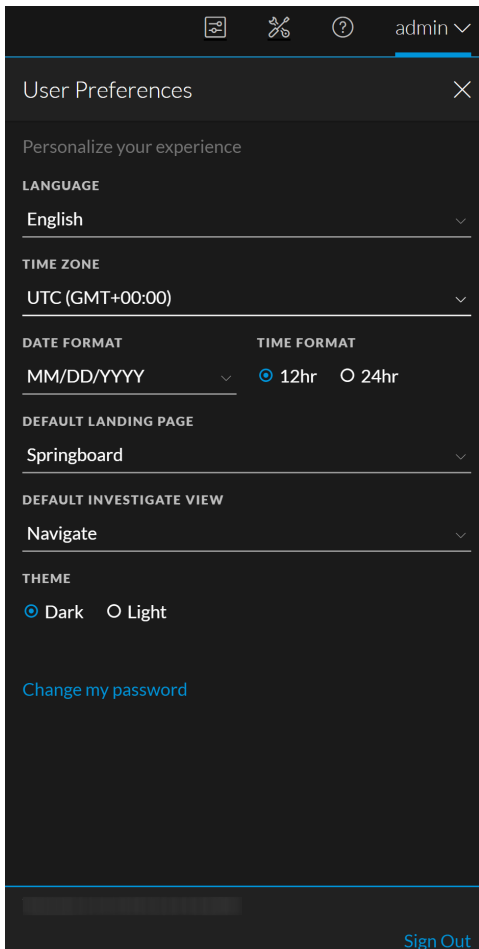 admin
User Preferences
Personalize your experience
LANGUAGE
English
TIME ZONE
UTC (GMT+00:00)
DATE FORMAT TIME FORMAT
MM/DD/YYYY 12hr 24hr
DEFAULT LANDING PAGE
Springboard
DEFAULT INVESTIGATE VIEW
Navigate
THEME
Dark Light
Change my password
Sign Out